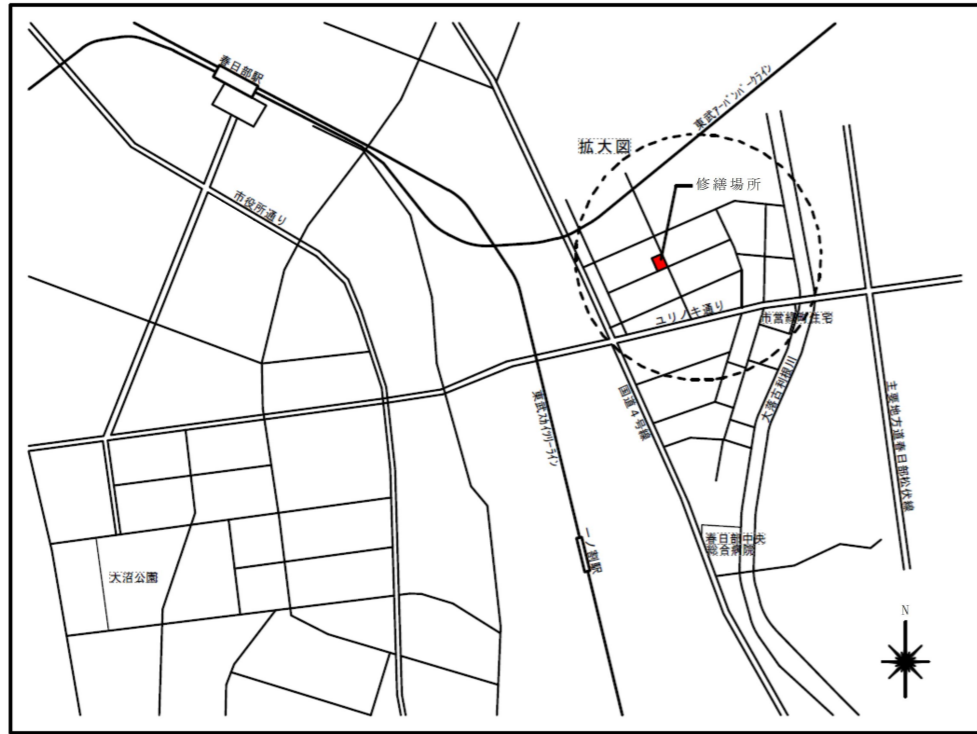 春日部駅
東武アーバンパークライン
拡大図
修繕場所
市役所通り
ユリノキ通り
市営緑町住宅
大落古利根川
国道4号線
東武スカイツリーライン
主要地方道春日部松伏線
春日部中央
総合病院
一ノ割駅
大沼公園
N